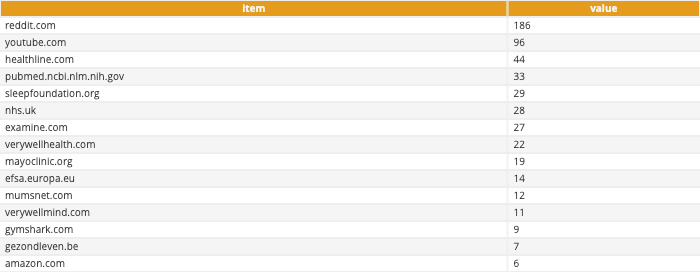 item value
reddit.com 186
youtube.com 96
healthline.com 44
pubmed.ncbi.nlm.nih.gov 33
sleepfoundation.org 29
nhs.uk 28
examine.com 27
verywellhealth.com 22
mayoclinic.org 19
efsa.europa.eu 14
mumsnet.com 12
verywellmind.com 11
gymshark.com 9
gezondleven.be 7
amazon.com 6